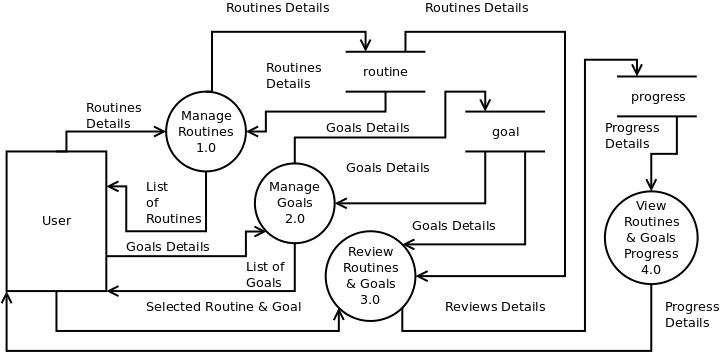 Routines Details
Routines Details
Routines
Details
routine
progress
Routines
Details
Manage
Routines
1.0
Goals Details
goal
Progress
Details
List
of
Routines
Manage
Goals
2.0
Goals Details
User
Goals Details
Goals Details
View
Routines
& Goals
Progress
4.0
List of
Goals
Review
Routines
& Goals
3.0
Selected Routine & Goal
Reviews Details
Progress
Details